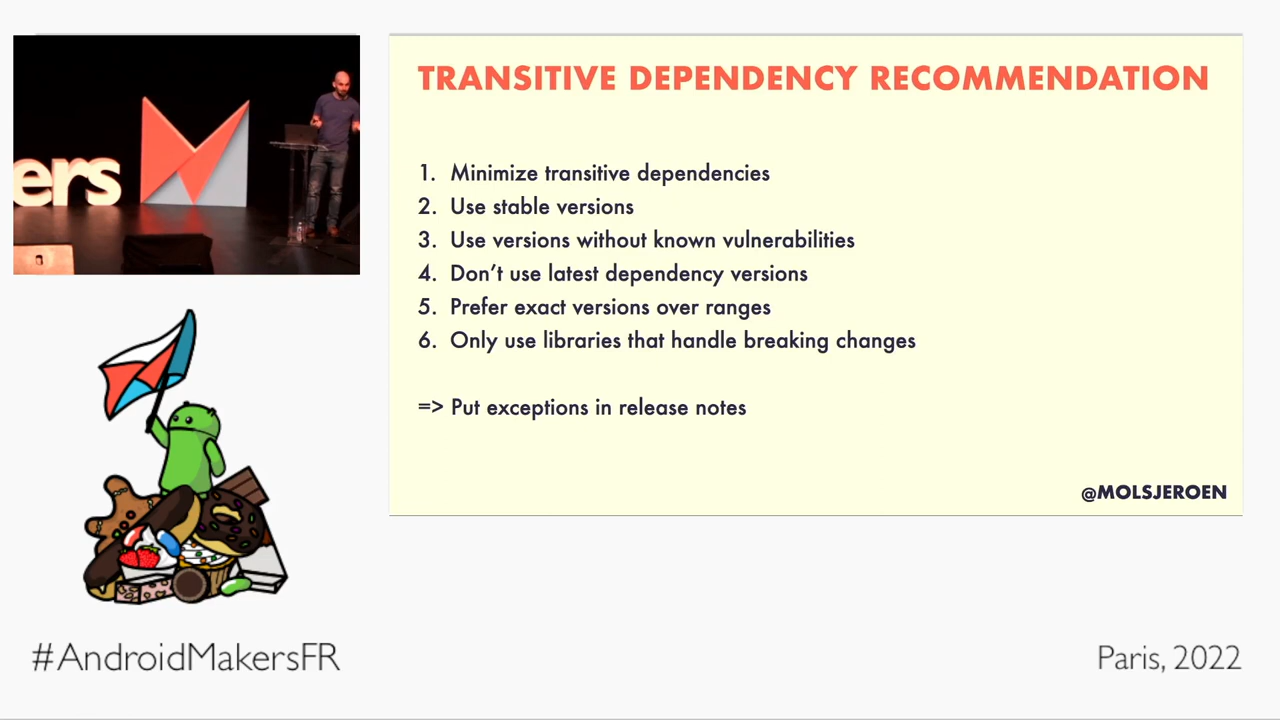 ers
TRANSITIVE DEPENDENCY RECOMMENDATION
1. Minimize transitive dependencies
2. Use stable versions
3. Use versions without known vulnerabilities
4. Don’t use latest dependency versions
5. Prefer exact versions over ranges
6. Only use libraries that handle breaking changes
=> Put exceptions in release notes
@MOLSJEROEN
#AndroidMakersFR
Paris, 2022